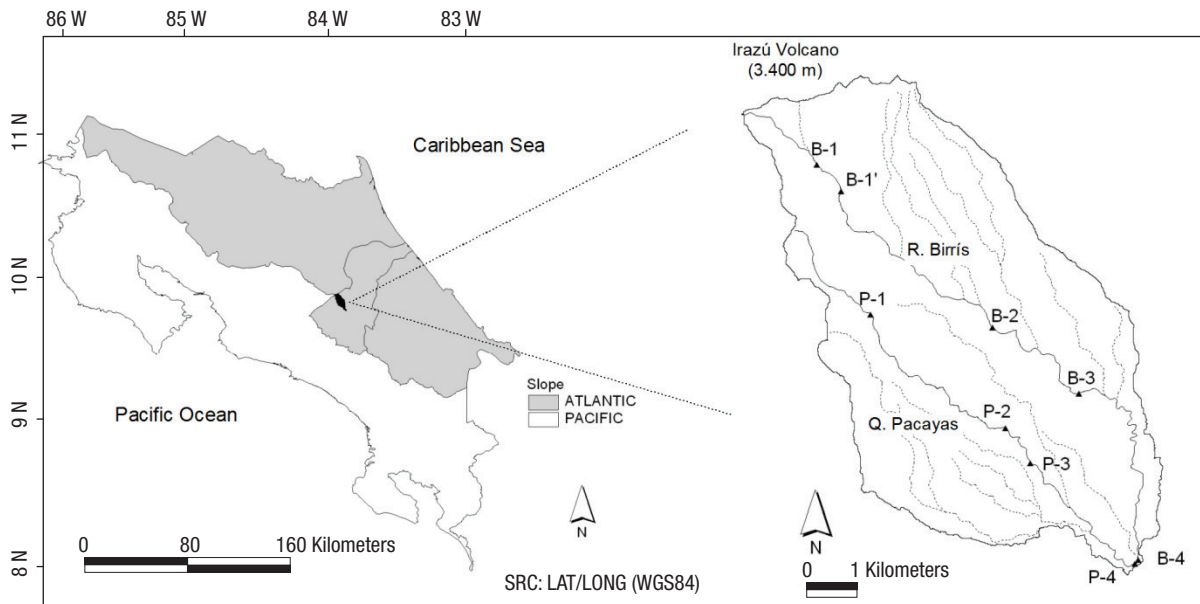 86 W
85 W
84 W
83 W
11 N
10 N
9 N
8 N
Caribbean Sea
Pacific Ocean
Slope
ATLANTIC
PACIFIC
N
0 80 160 Kilometers
SRC: LAT/LONG (WGS84)
Irazú Volcano
(3.400 m)
B-1
B-1'
R. Birrís
P-1
B-2
B-3
P-2
Q. Pacayas
P-3
B-4
P-4
N
0 1 Kilometers